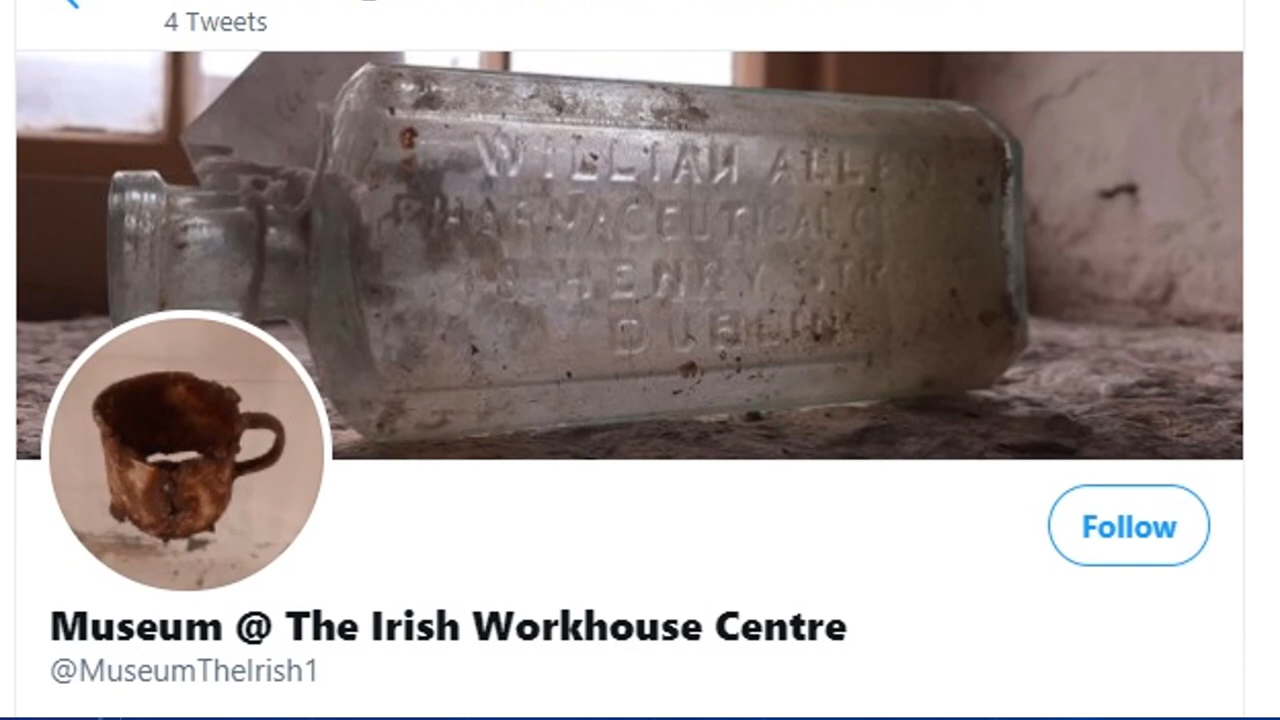 4 Tweets
WILLIAM ALLEN
PHARMACEUTICAL
HENRY STREET
DUBLIN
Follow
Museum @ The Irish Workhouse Centre
@MuseumTheIrish1